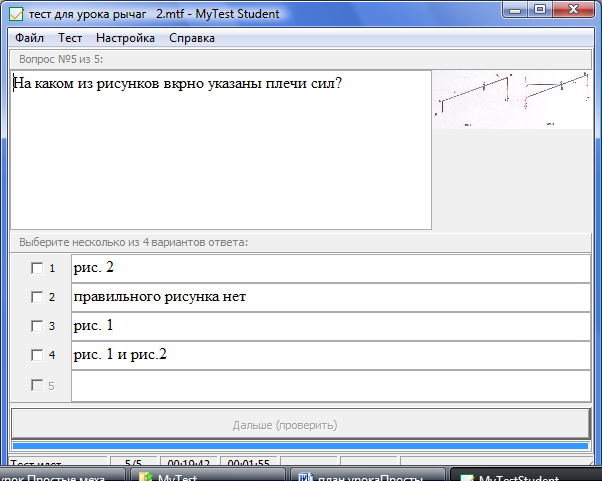 тест для урока рычаг 2.mtf - MyTest Student
Файл Тест Настройка Справка
Вопрос №5 из 5:
На каком из рисунков вкрно указаны плечи сил?
Выберите несколько из 4 вариантов ответа:
1 рис. 2
2 правильного рисунка нет
3 рис. 1
4 рис. 1 и рис.2
5
Дальше (проверить)
Тест идет 5/5 00:19:42 00:01:55
урок Простые меха MyTest план урокаПросты MyTestStudent